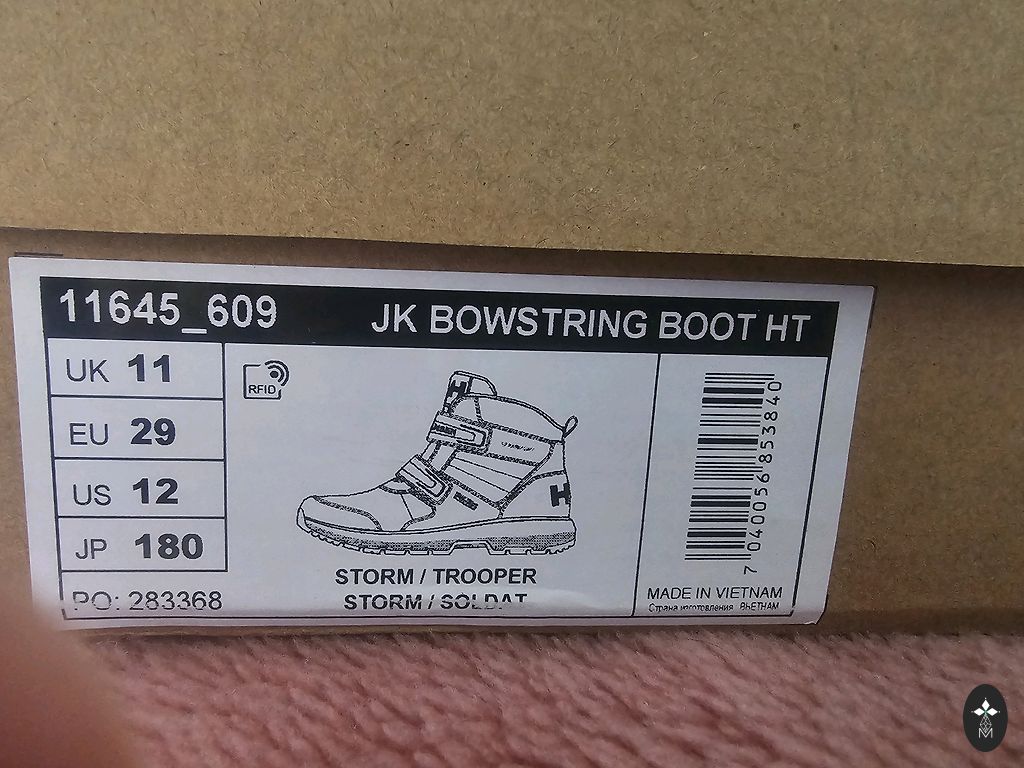 11645_609 JK BOWSTRING BOOT HT
UK 11
EU 29
US 12
JP 180
PO: 283368
RFID
STORM / TROOPER
STORM / SOLDAT
7 040056 853840
MADE IN VIETNAM
Страна изготовления ВЬЕТНАМ
H
H
M